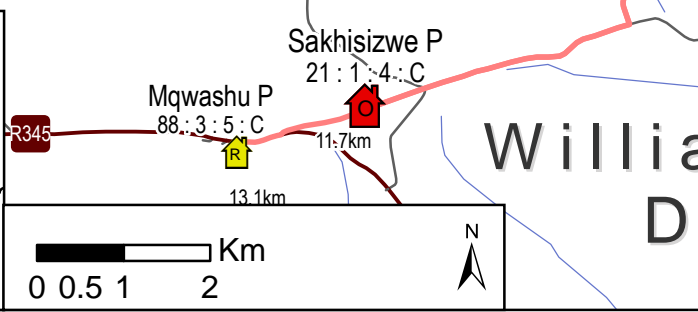 Sakhisizwe P
21 : 1 : 4 : C
O
Mqwashu P
88 : 3 : 5 : C
R
R345
11.7km
13.1km
Willia
D
Km
0 0.5 1 2
N